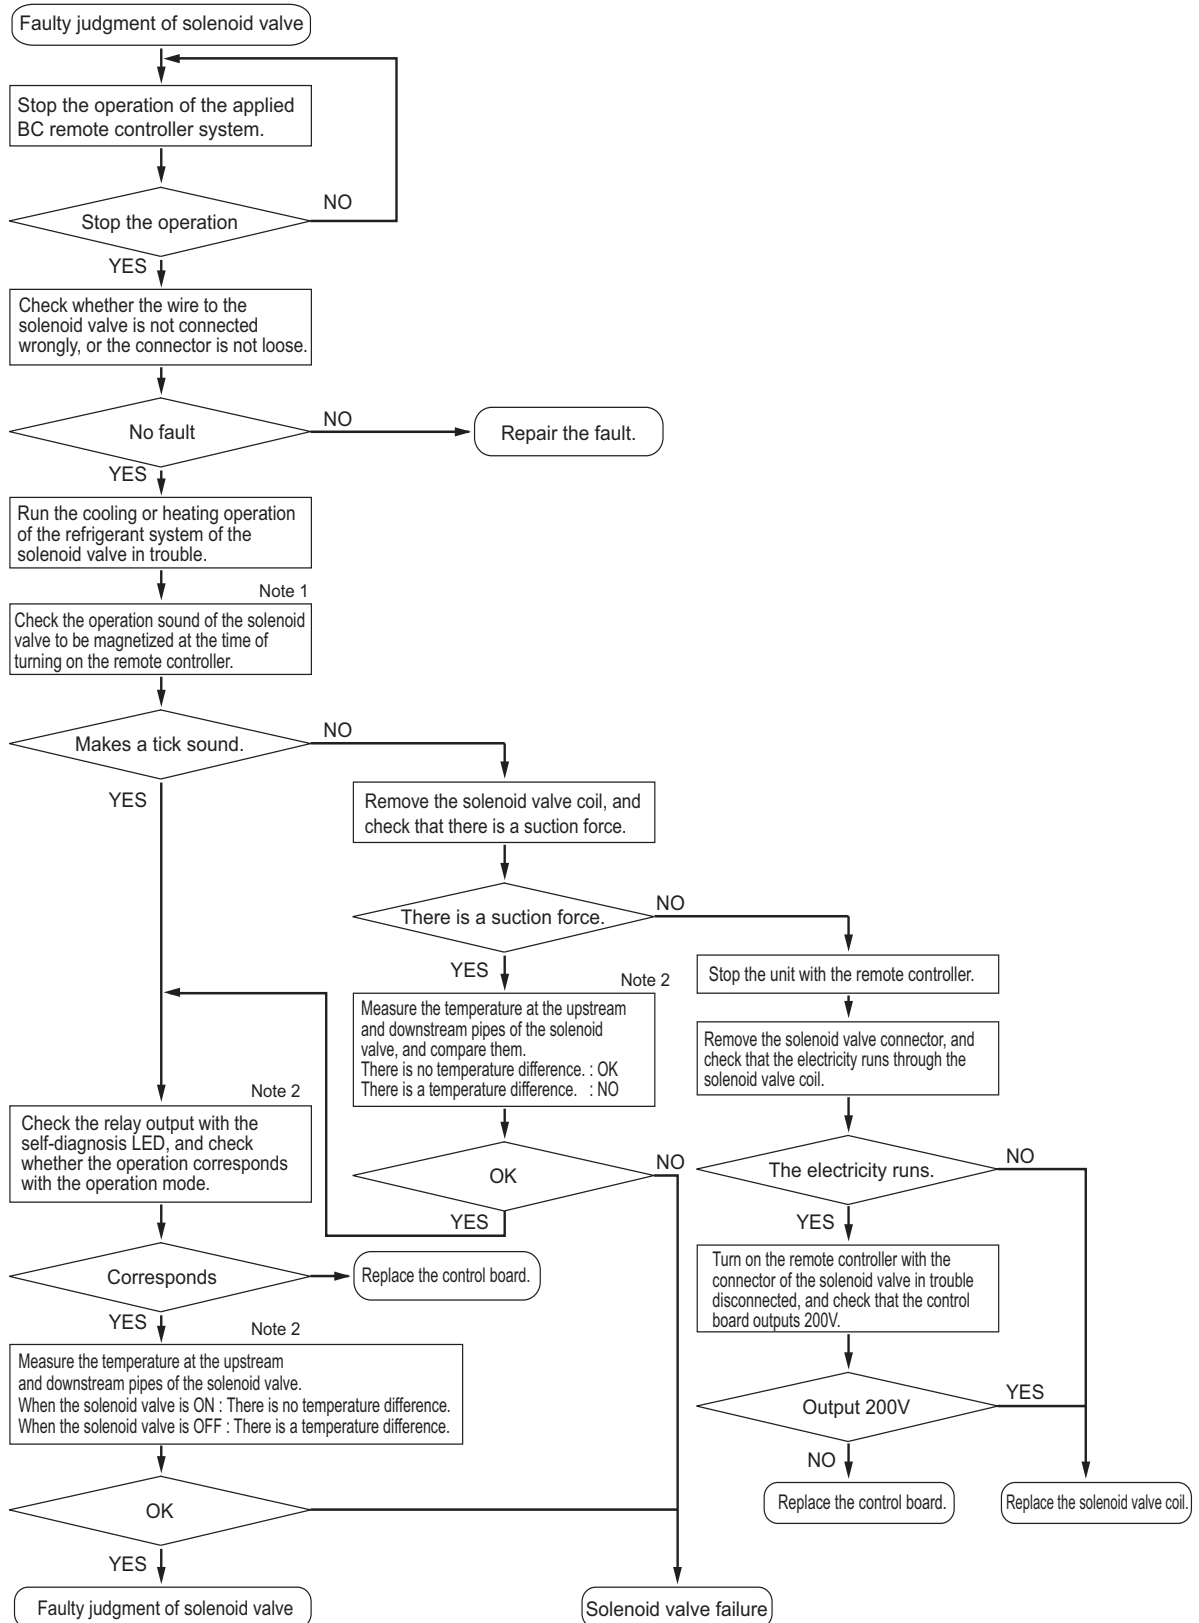 Faulty judgment of solenoid valve
Stop the operation of the applied
BC remote controller system.
Stop the operation
NO
YES
Check whether the wire to the
solenoid valve is not connected
wrongly, or the connector is not loose.
No fault
NO
Repair the fault.
YES
Run the cooling or heating operation
of the refrigerant system of the
solenoid valve in trouble.
Note 1
Check the operation sound of the solenoid
valve to be magnetized at the time of
turning on the remote controller.
Makes a tick sound.
NO
YES
Remove the solenoid valve coil, and
check that there is a suction force.
There is a suction force.
NO
YES
Note 2
Measure the temperature at the upstream
and downstream pipes of the solenoid
valve, and compare them.
There is no temperature difference. : OK
There is a temperature difference. : NO
Stop the unit with the remote controller.
Remove the solenoid valve connector, and
check that the electricity runs through the
solenoid valve coil.
Note 2
Check the relay output with the
self-diagnosis LED, and check
whether the operation corresponds
with the operation mode.
OK
NO
YES
The electricity runs.
NO
YES
Corresponds
Replace the control board.
YES
Turn on the remote controller with the
connector of the solenoid valve in trouble
disconnected, and check that the control
board outputs 200V.
Note 2
Measure the temperature at the upstream
and downstream pipes of the solenoid valve.
When the solenoid valve is ON : There is no temperature difference.
When the solenoid valve is OFF : There is a temperature difference.
Output 200V
YES
NO
Replace the control board.
Replace the solenoid valve coil.
OK
YES
Faulty judgment of solenoid valve
Solenoid valve failure